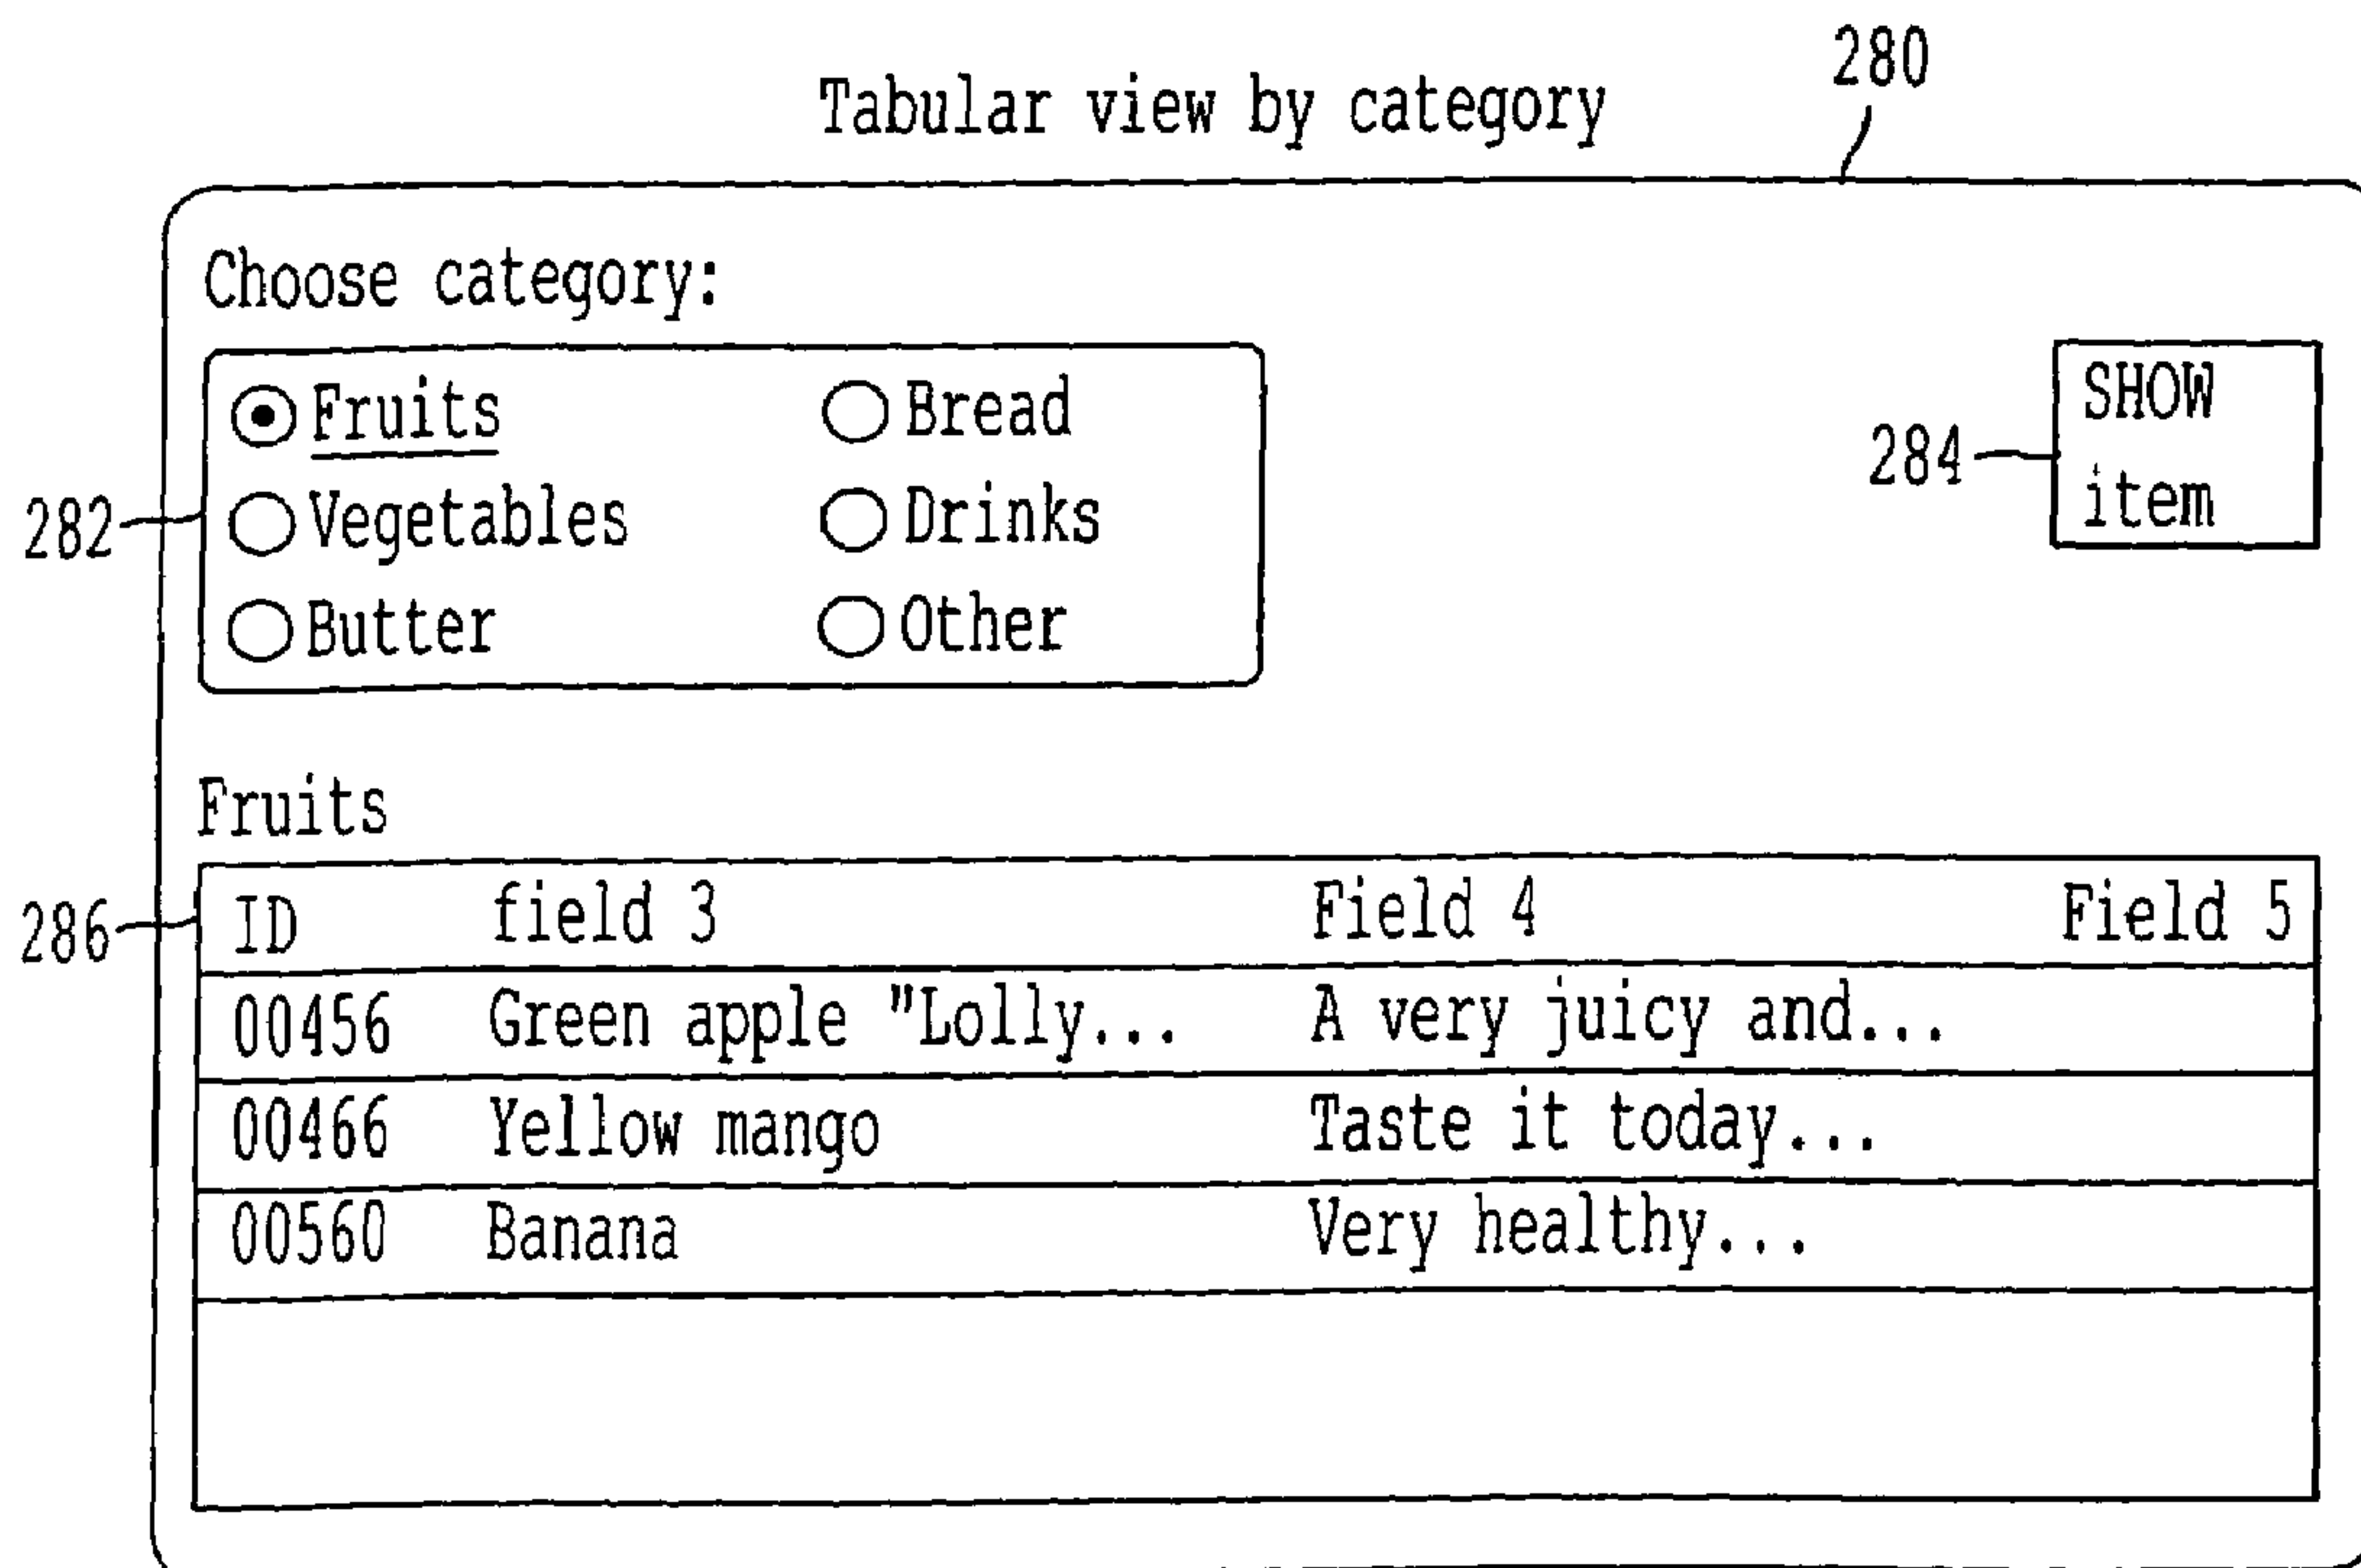 280
Tabular view by category
Choose category:
Fruits Bread
Vegetables Drinks
Butter Other
282
SHOW
item
284
Fruits
286
ID field 3 Field 4 Field 5
00456 Green apple "Lolly... A very juicy and...
00466 Yellow mango Taste it today...
00560 Banana Very healthy...